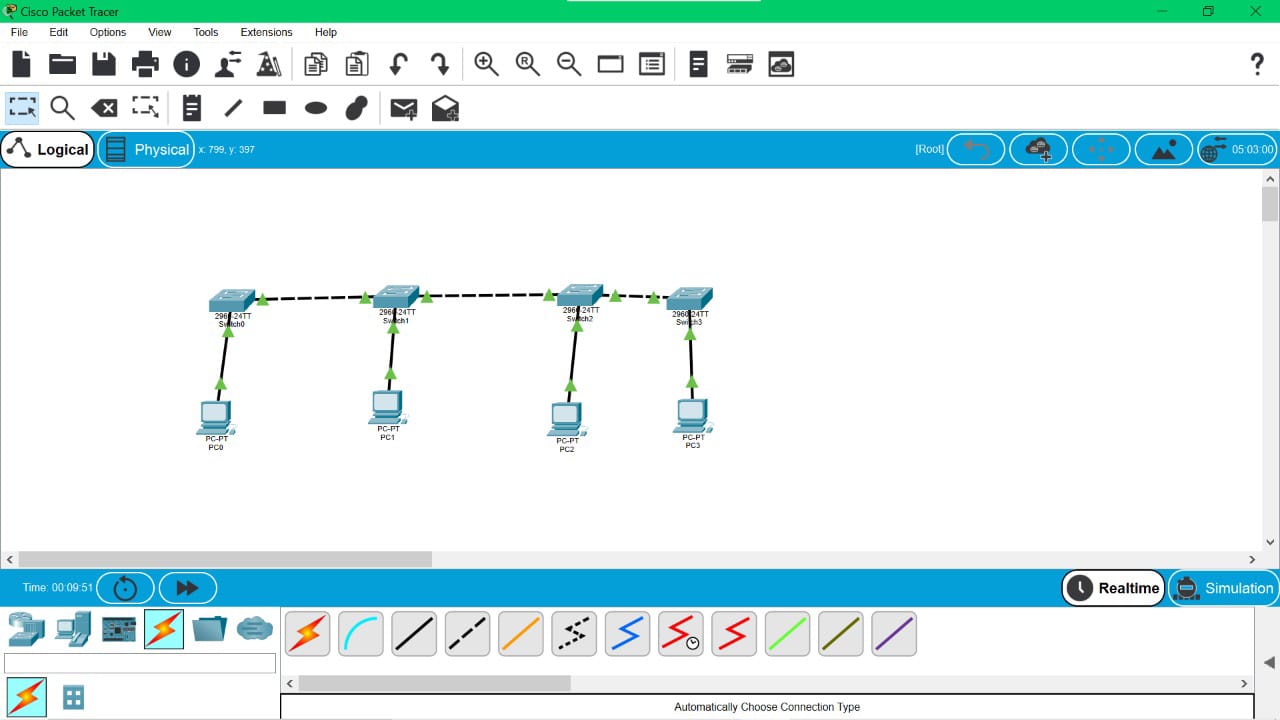 Cisco Packet Tracer
File Edit Options View Tools Extensions Help
Logical
Physical
x: 799, y: 397
[Root]
05:03:00
2960-24TT
Switch0
2960-24TT
Switch1
2960-24TT
Switch2
2960-24TT
Switch3
PC-PT
PC0
PC-PT
PC1
PC-PT
PC2
PC-PT
PC3
Time: 00:09:51
Realtime
Simulation
Automatically Choose Connection Type